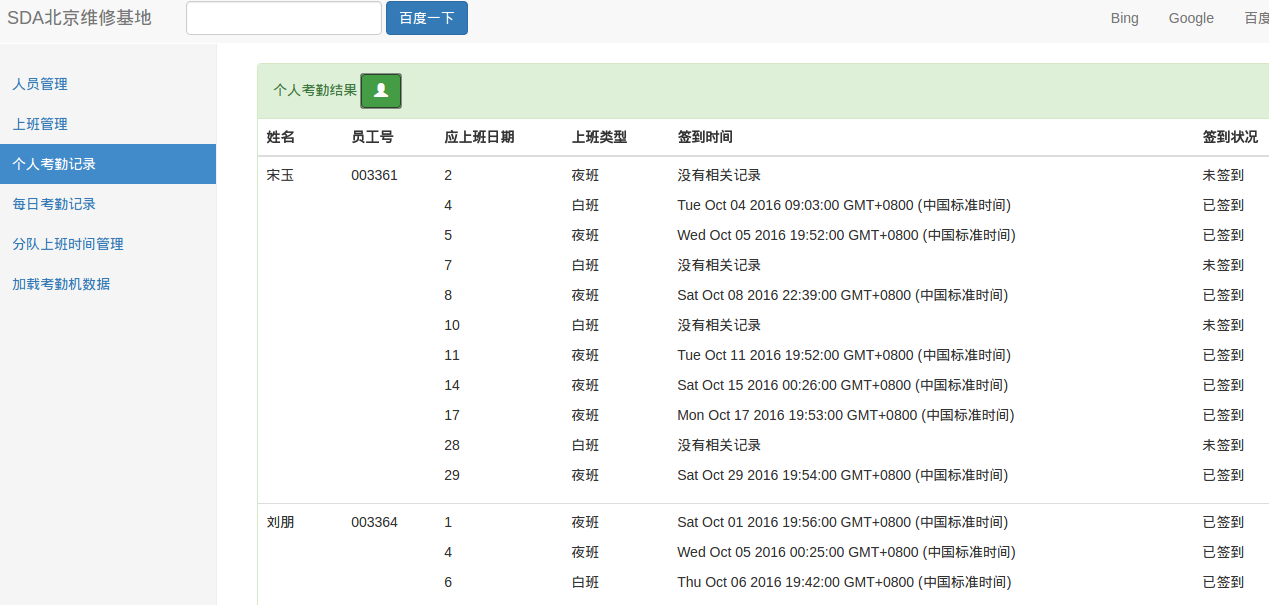 SDA北京维修基地 百度一下 Bing Google 百度
人员管理
上班管理
个人考勤记录
每日考勤记录
分队上班时间管理
加载考勤机数据
个人考勤结果
姓名 员工号 应上班日期 上班类型 签到时间 签到状况
宋玉 003361 2 夜班 没有相关记录 未签到
4 白班 Tue Oct 04 2016 09:03:00 GMT+0800 (中国标准时间) 已签到
5 夜班 Wed Oct 05 2016 19:52:00 GMT+0800 (中国标准时间) 已签到
7 白班 没有相关记录 未签到
8 夜班 Sat Oct 08 2016 22:39:00 GMT+0800 (中国标准时间) 已签到
10 白班 没有相关记录 未签到
11 夜班 Tue Oct 11 2016 19:52:00 GMT+0800 (中国标准时间) 已签到
14 夜班 Sat Oct 15 2016 00:26:00 GMT+0800 (中国标准时间) 已签到
17 夜班 Mon Oct 17 2016 19:53:00 GMT+0800 (中国标准时间) 已签到
28 白班 没有相关记录 未签到
29 夜班 Sat Oct 29 2016 19:54:00 GMT+0800 (中国标准时间) 已签到
刘朋 003364 1 夜班 Sat Oct 01 2016 19:56:00 GMT+0800 (中国标准时间) 已签到
4 夜班 Wed Oct 05 2016 00:25:00 GMT+0800 (中国标准时间) 已签到
6 白班 Thu Oct 06 2016 19:42:00 GMT+0800 (中国标准时间) 已签到